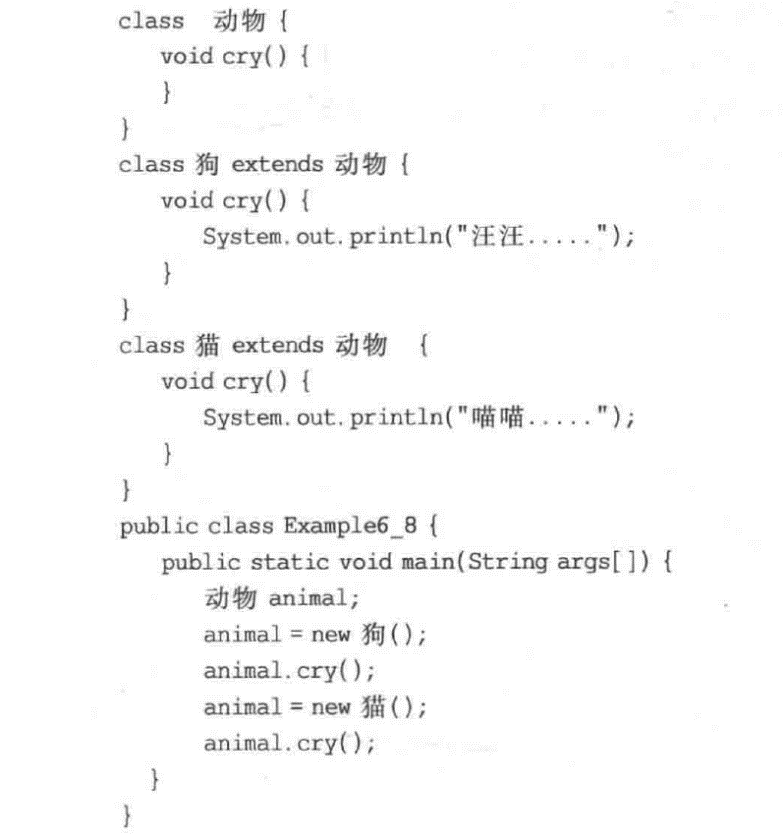 class  动物 {
   void cry() {
   }
}
class 狗 extends 动物 {
   void cry() {
      System.out.println("汪汪.....");
   }
}
class 猫 extends 动物  {
   void cry() {
      System.out.println("喵喵.....");
   }
}
public class Example6_8 {
   public static void main(String args[]) {
      动物 animal;
      animal = new 狗();
      animal.cry();
      animal = new 猫();
      animal.cry();
   }
}